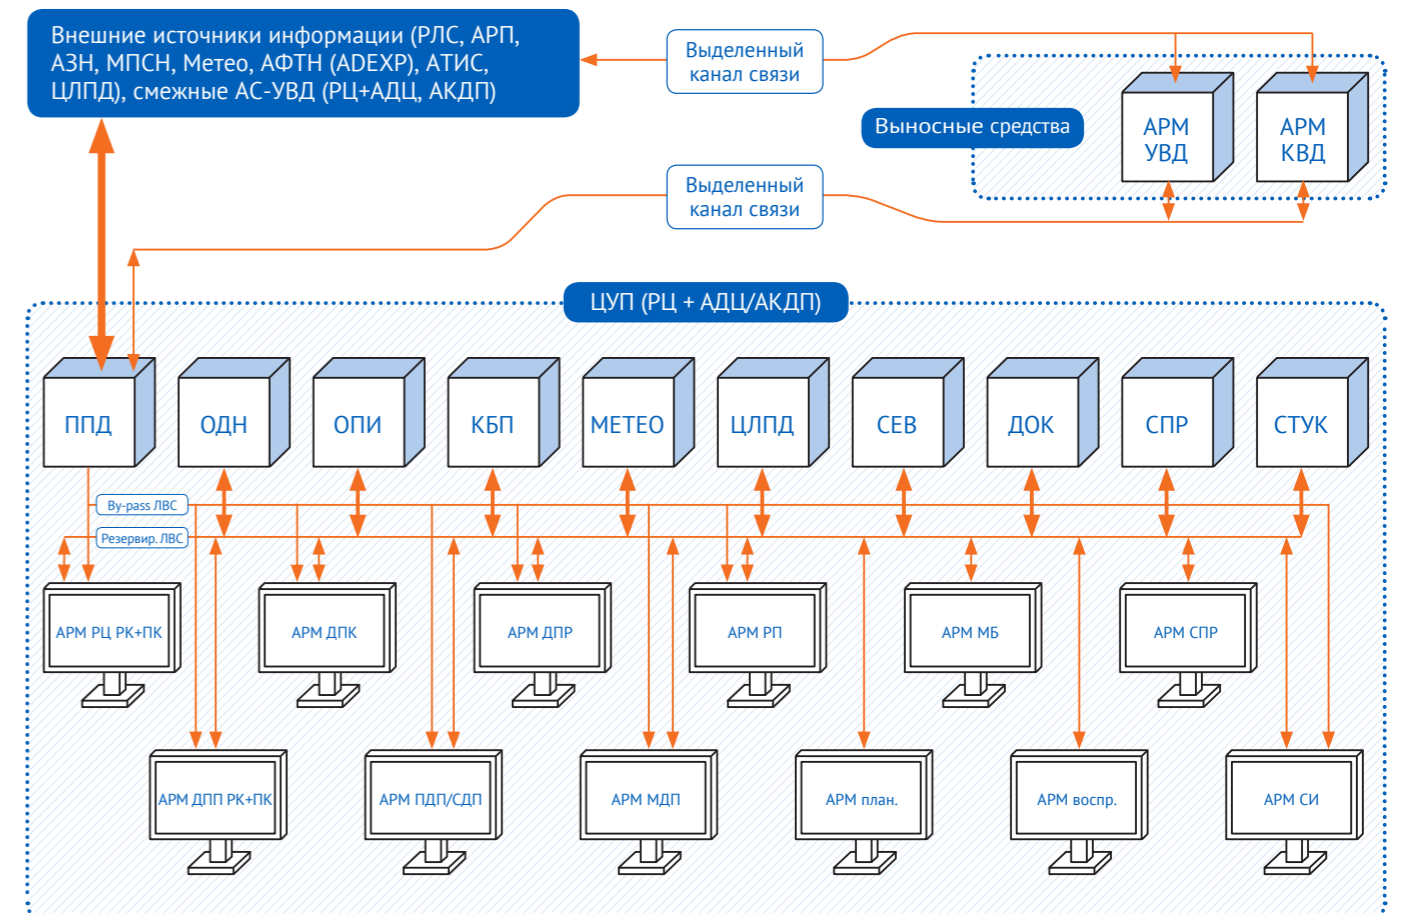 Внешние источники информации (РЛС, АРП,
АЗН, МПСН, Метео, АФТН (ADEXP), АТИС,
ЦЛПД), смежные АС-УВД (РЦ+АДЦ, АКДП)
Выделенный
канал связи
Выносные средства
АРМ
УВД
АРМ
КВД
Выделенный
канал связи
ЦУП (РЦ + АДЦ/АКДП)
ППД
ОДН
ОПИ
КБП
МЕТЕО
ЦЛПД
СЕВ
ДОК
СПР
СТУК
By-pass ЛВС
Резервир. ЛВС
АРМ РЦ РК+ПК
АРМ ДПК
АРМ ДПР
АРМ РП
АРМ МБ
АРМ СПР
АРМ ДПП РК+ПК
АРМ ПДП/СДП
АРМ МДП
АРМ план.
АРМ воспр.
АРМ СИ